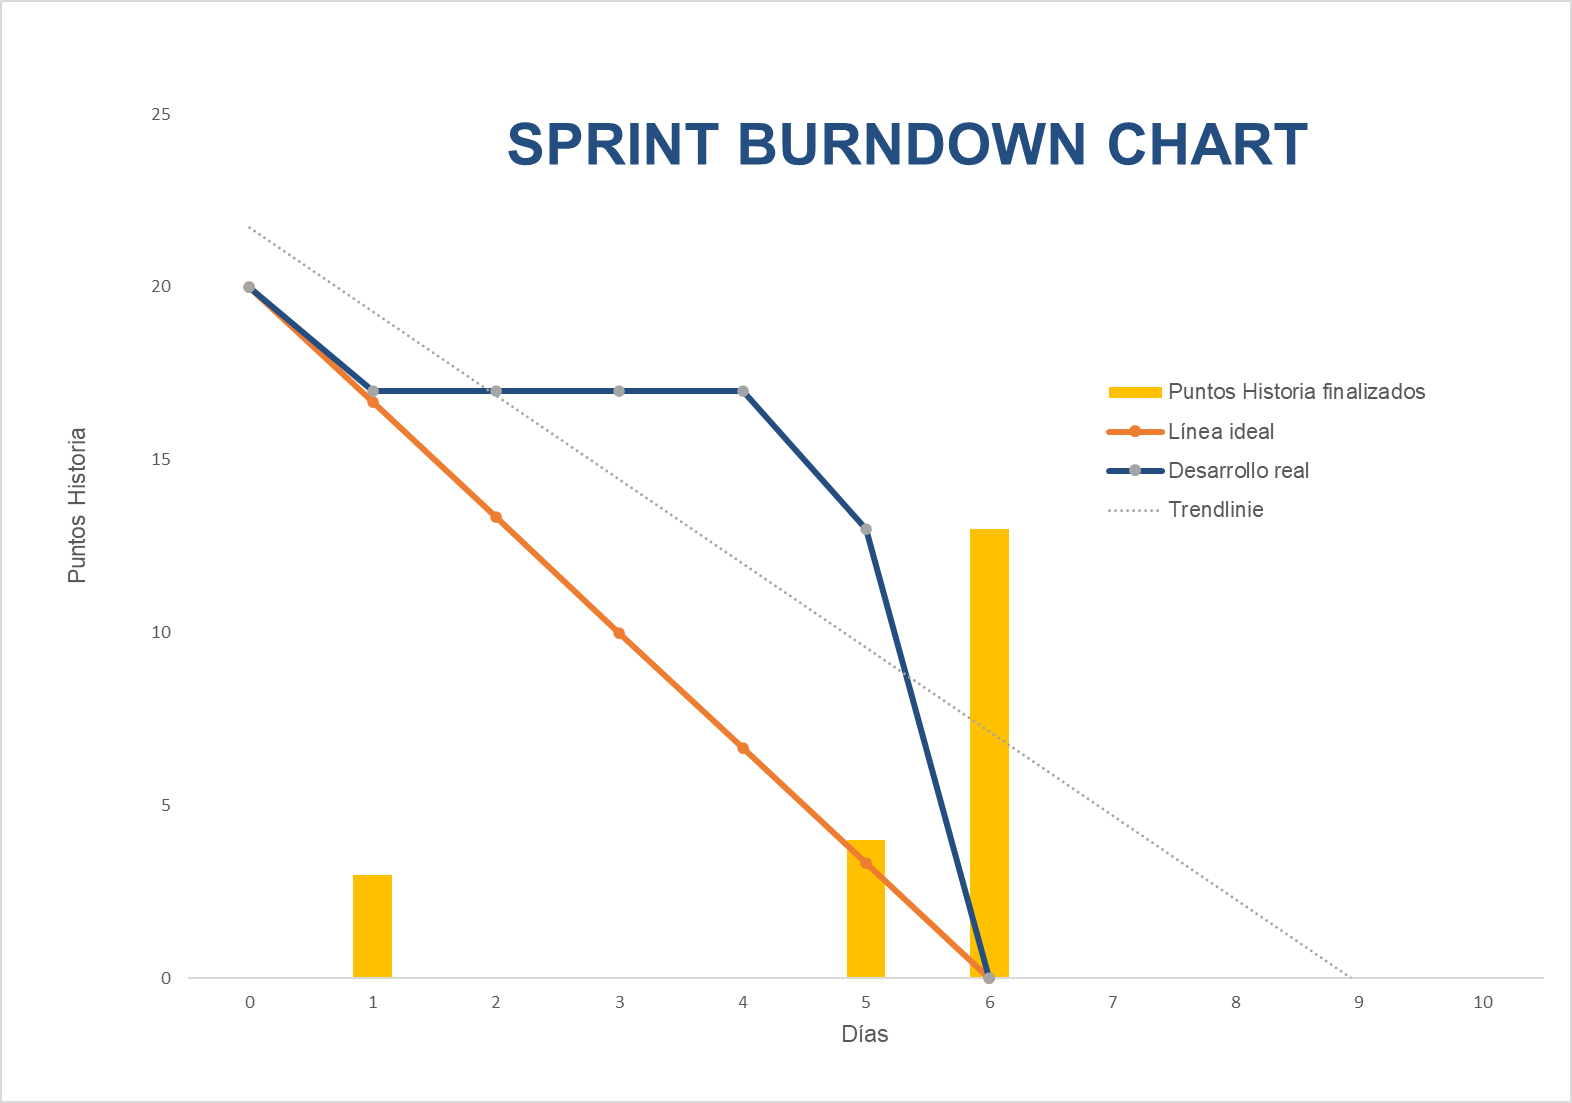 SPRINT BURNDOWN CHART
25
20
15
10
5
0
Puntos Historia
Puntos Historia finalizados
Línea ideal
Desarrollo real
Trendlinie
0 1 2 3 4 5 6 7 8 9 10
Días